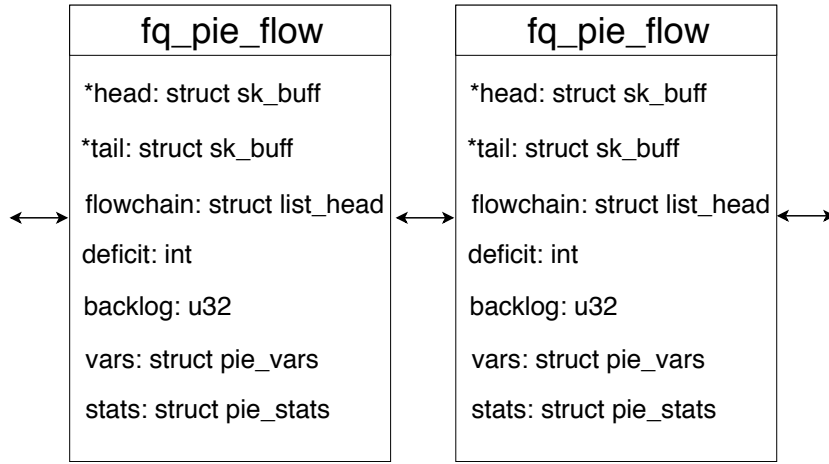 fq_pie_flow
*head: struct sk_buff
*tail: struct sk_buff
flowchain: struct list_head
deficit: int
backlog: u32
vars: struct pie_vars
stats: struct pie_stats
fq_pie_flow
*head: struct sk_buff
*tail: struct sk_buff
flowchain: struct list_head
deficit: int
backlog: u32
vars: struct pie_vars
stats: struct pie_stats